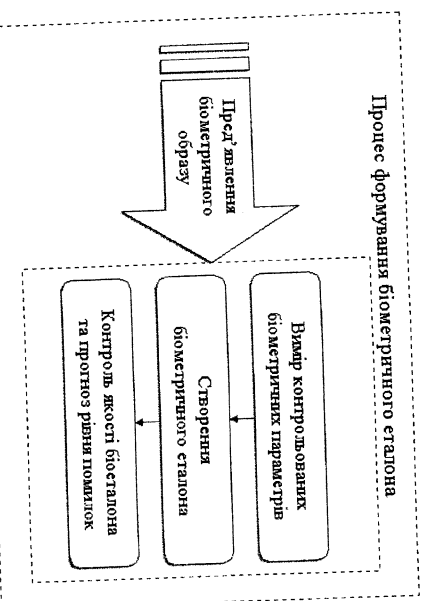 Процес формування біометричного еталона
Пред’явлення
біометричного
образу
Вимір контрольованих
біометричних параметрів
Створення
біометричного еталона
Контроль якості біоеталона
та прогноз рівня помилок